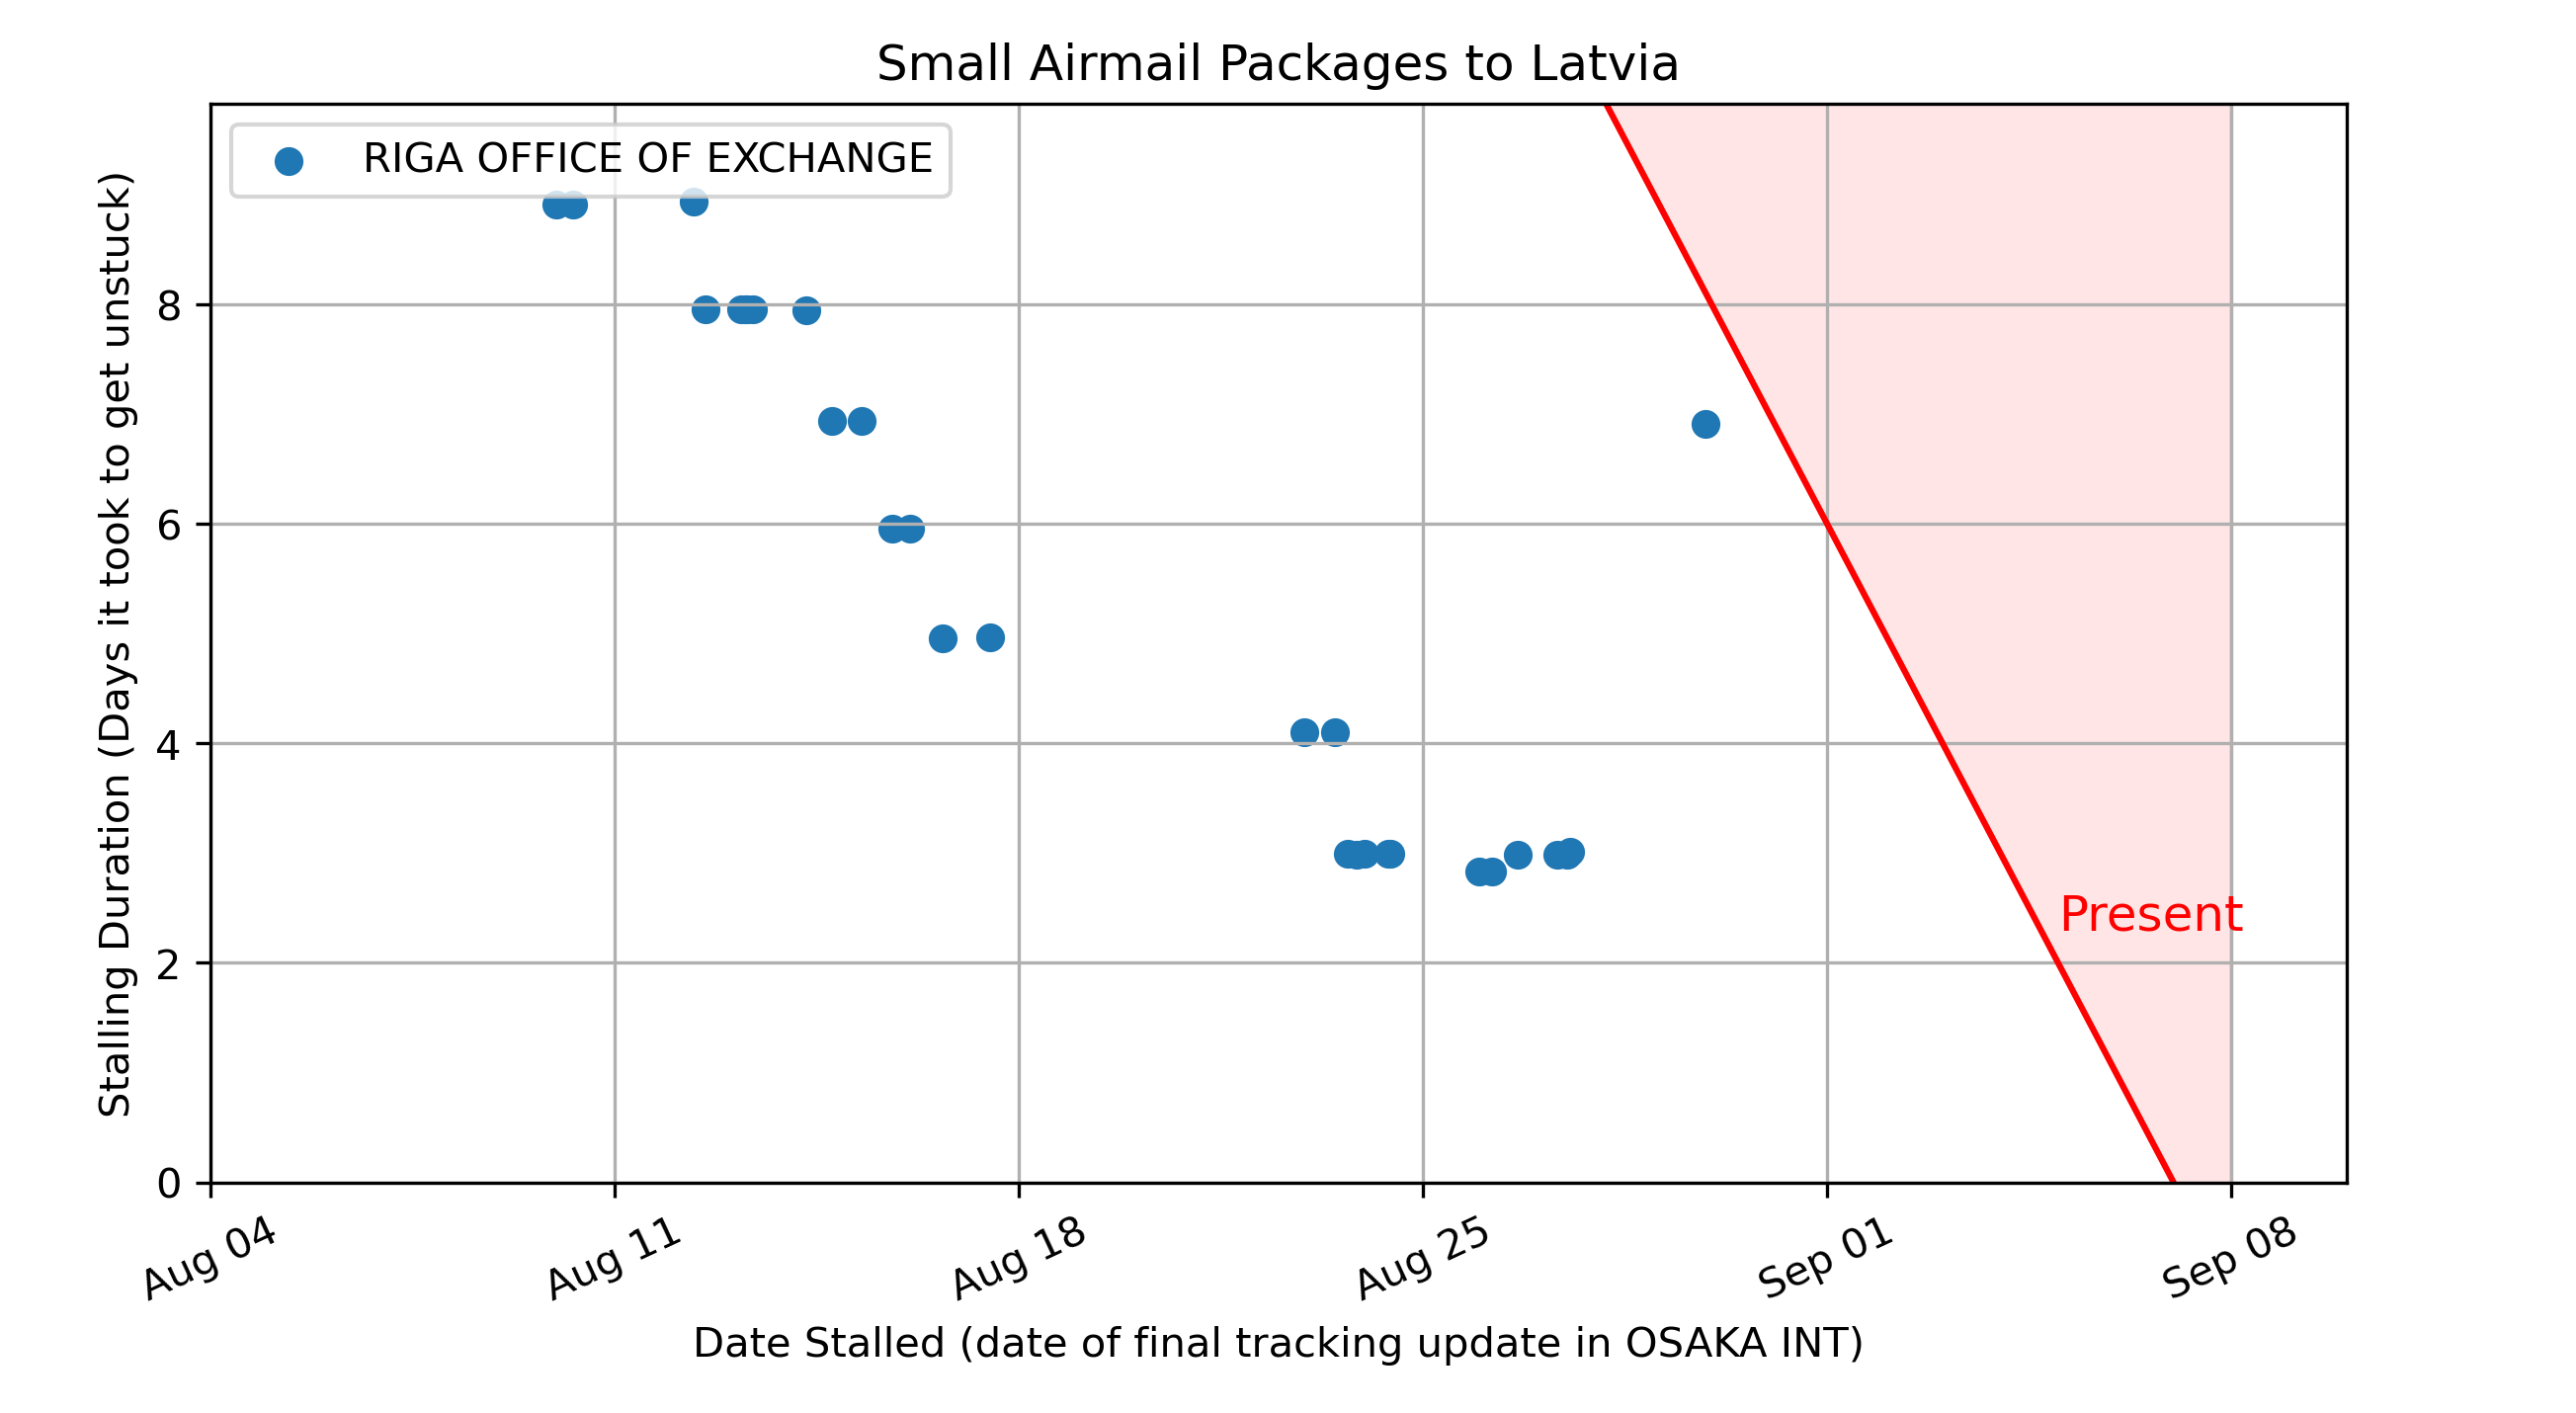 Small Airmail Packages to Latvia
RIGA OFFICE OF EXCHANGE
Stalling Duration (Days it took to get unstuck)
8
6
4
2
0
Present
Aug 04
Aug 11
Aug 18
Aug 25
Sep 01
Sep 08
Date Stalled (date of final tracking update in OSAKA INT)